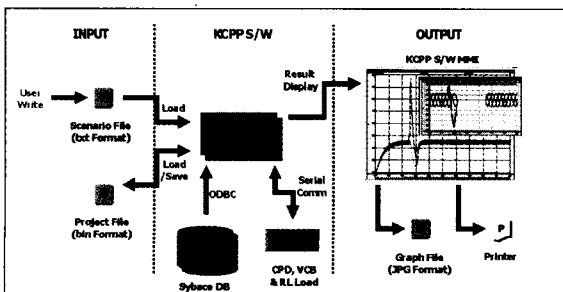 INPUT
KCPP S/W
OUTPUT
KCPP S/W MMI
User
Write
Load
Result
Display
Scenario File
(txt Format)
Load
/Save
ODBC
Serial
Comm
Project File
(bin Format)
Sybace DB
CPD, VCB
& RL Load
Graph File
(JPG Format)
P
Printer